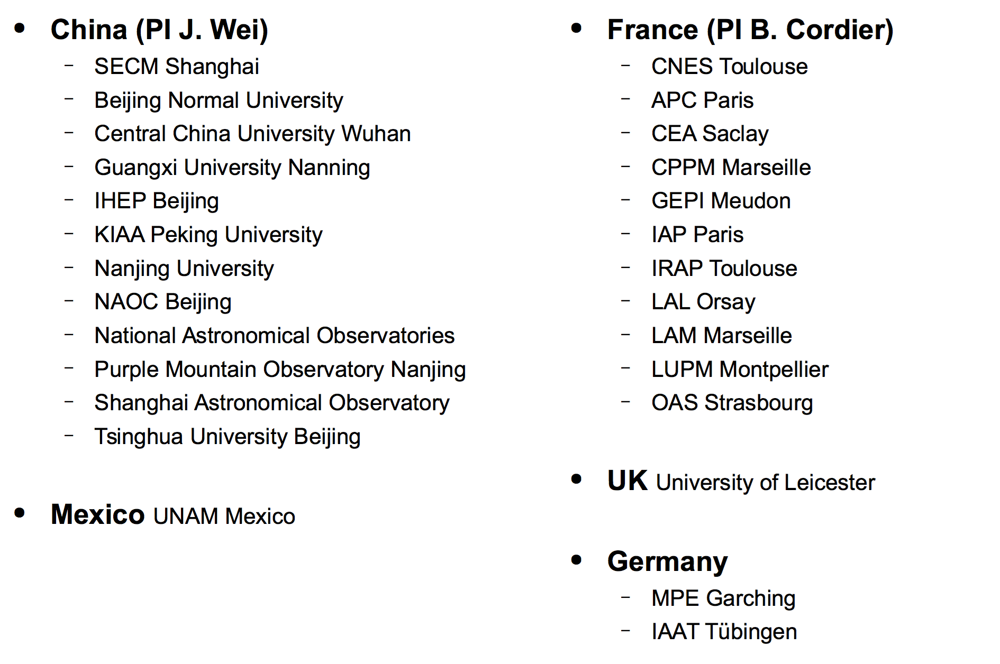 • China (PI J. Wei)
– SECM Shanghai
– Beijing Normal University
– Central China University Wuhan
– Guangxi University Nanning
– IHEP Beijing
– KIAA Peking University
– Nanjing University
– NAOC Beijing
– National Astronomical Observatories
– Purple Mountain Observatory Nanjing
– Shanghai Astronomical Observatory
– Tsinghua University Beijing
• Mexico UNAM Mexico
• France (PI B. Cordier)
– CNES Toulouse
– APC Paris
– CEA Saclay
– CPPM Marseille
– GEPI Meudon
– IAP Paris
– IRAP Toulouse
– LAL Orsay
– LAM Marseille
– LUPM Montpellier
– OAS Strasbourg
• UK University of Leicester
• Germany
– MPE Garching
– IAAT Tübingen